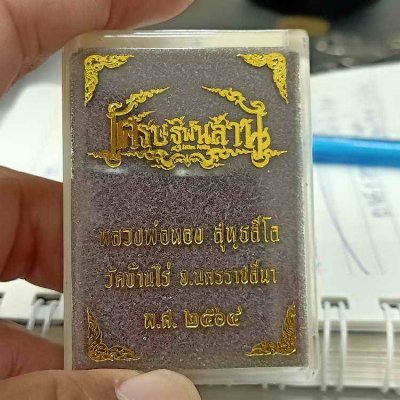 เศรษฐีพันล้าน
หลวงพ่อทอง สุทธสีโล
วัดบ้านไร่ จ.นครราชสีมา
พ.ศ. ๒๕๖๔